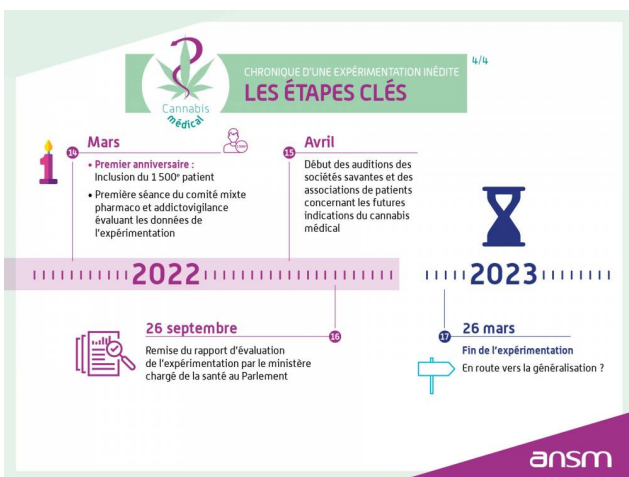 CHRONIQUE D'UNE EXPÉRIMENTATION INÉDITE
4/4
LES ÉTAPES CLÉS
Cannabis
médical
14
Mars
• Premier anniversaire :
Inclusion du 1 500e patient
• Première séance du comité mixte
pharmaco et addictovigilance
évaluant les données de
l'expérimentation
15
Avril
Début des auditions des
sociétés savantes et des
associations de patients
concernant les futures
indications du cannabis
médical
2022
2023
26 septembre
16
Remise du rapport d'évaluation
de l'expérimentation par le ministère
chargé de la santé au Parlement
17
26 mars
Fin de l'expérimentation
En route vers la généralisation ?
ansm